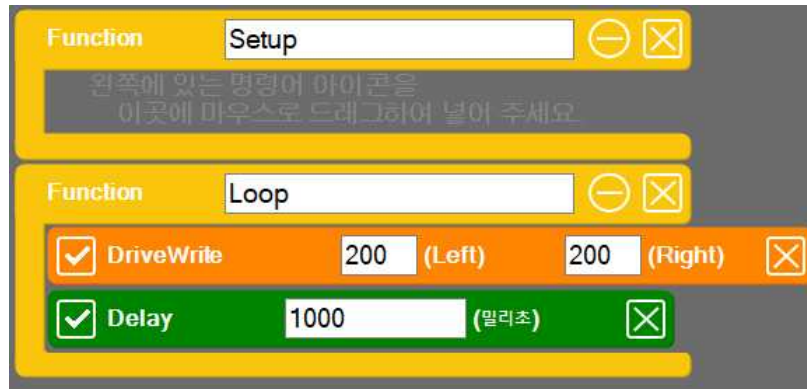 Function Setup
왼쪽에 있는 명령어 아이콘을
이곳에 마우스로 드래그하여 넣어 주세요.
Function Loop
DriveWrite 200 (Left) 200 (Right)
Delay 1000 (밀리초)